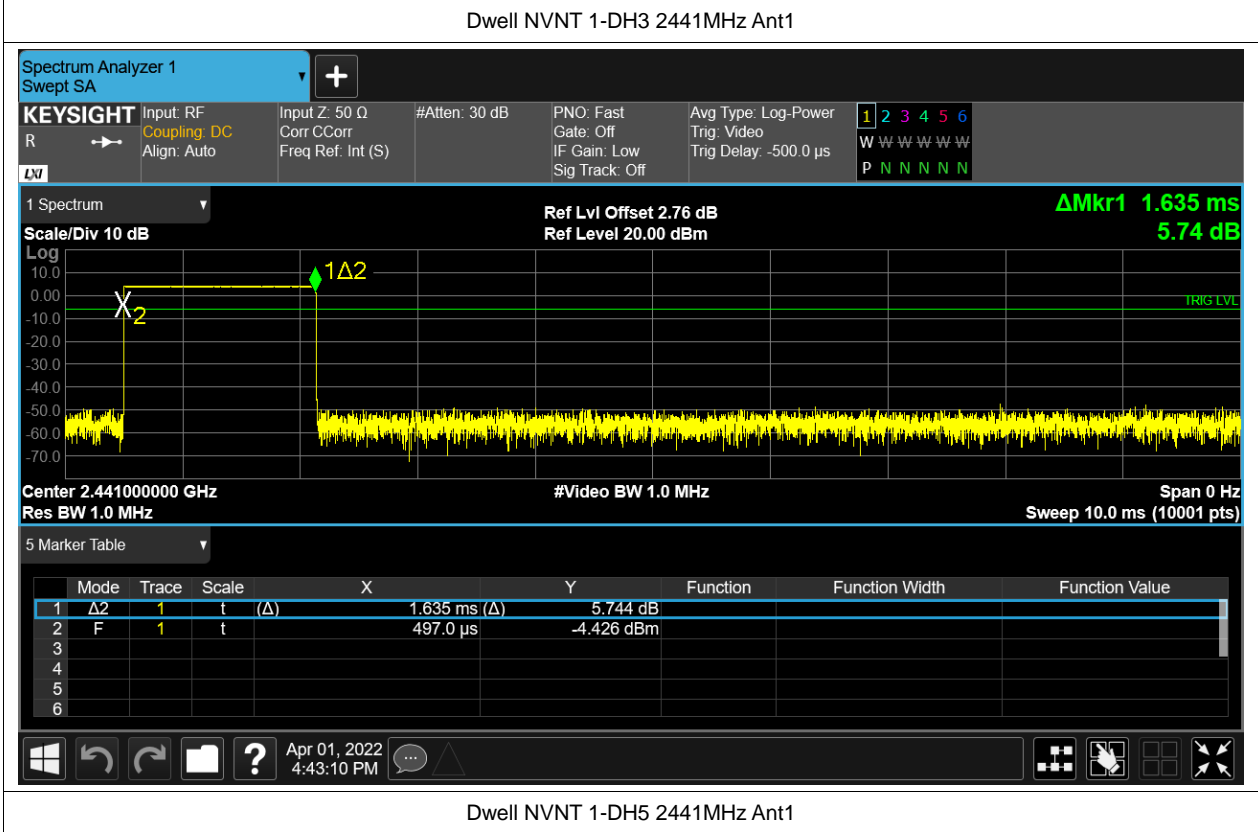 Dwell NVNT 1-DH3 2441MHz Ant1
Spectrum Analyzer 1
Swept SA
KEYSIGHT
R
LXI
Input: RF
Coupling: DC
Align: Auto
Input Z: 50 Ω
Corr CCorr
Freq Ref: Int (S)
#Atten: 30 dB
PNO: Fast
Gate: Off
IF Gain: Low
Sig Track: Off
Avg Type: Log-Power
Trig: Video
Trig Delay: -500.0 µs
1 2 3 4 5 6
W W W W W W
P N N N N N
1 Spectrum
Scale/Div 10 dB
Ref Lvl Offset 2.76 dB
Ref Level 20.00 dBm
ΔMkr1 1.635 ms
5.74 dB
Log
10.0
0.00
-10.0
-20.0
-30.0
-40.0
-50.0
-60.0
-70.0
1Δ2
2
TRIG LVL
Center 2.441000000 GHz
#Video BW 1.0 MHz
Span 0 Hz
Res BW 1.0 MHz
Sweep 10.0 ms (10001 pts)
5 Marker Table
Mode Trace Scale X Y Function Function Width Function Value
1 Δ2 1 t (Δ) 1.635 ms (Δ) 5.744 dB
2 F 1 t 497.0 µs -4.426 dBm
3
4
5
6
?
Apr 01, 2022
4:43:10 PM
Dwell NVNT 1-DH5 2441MHz Ant1